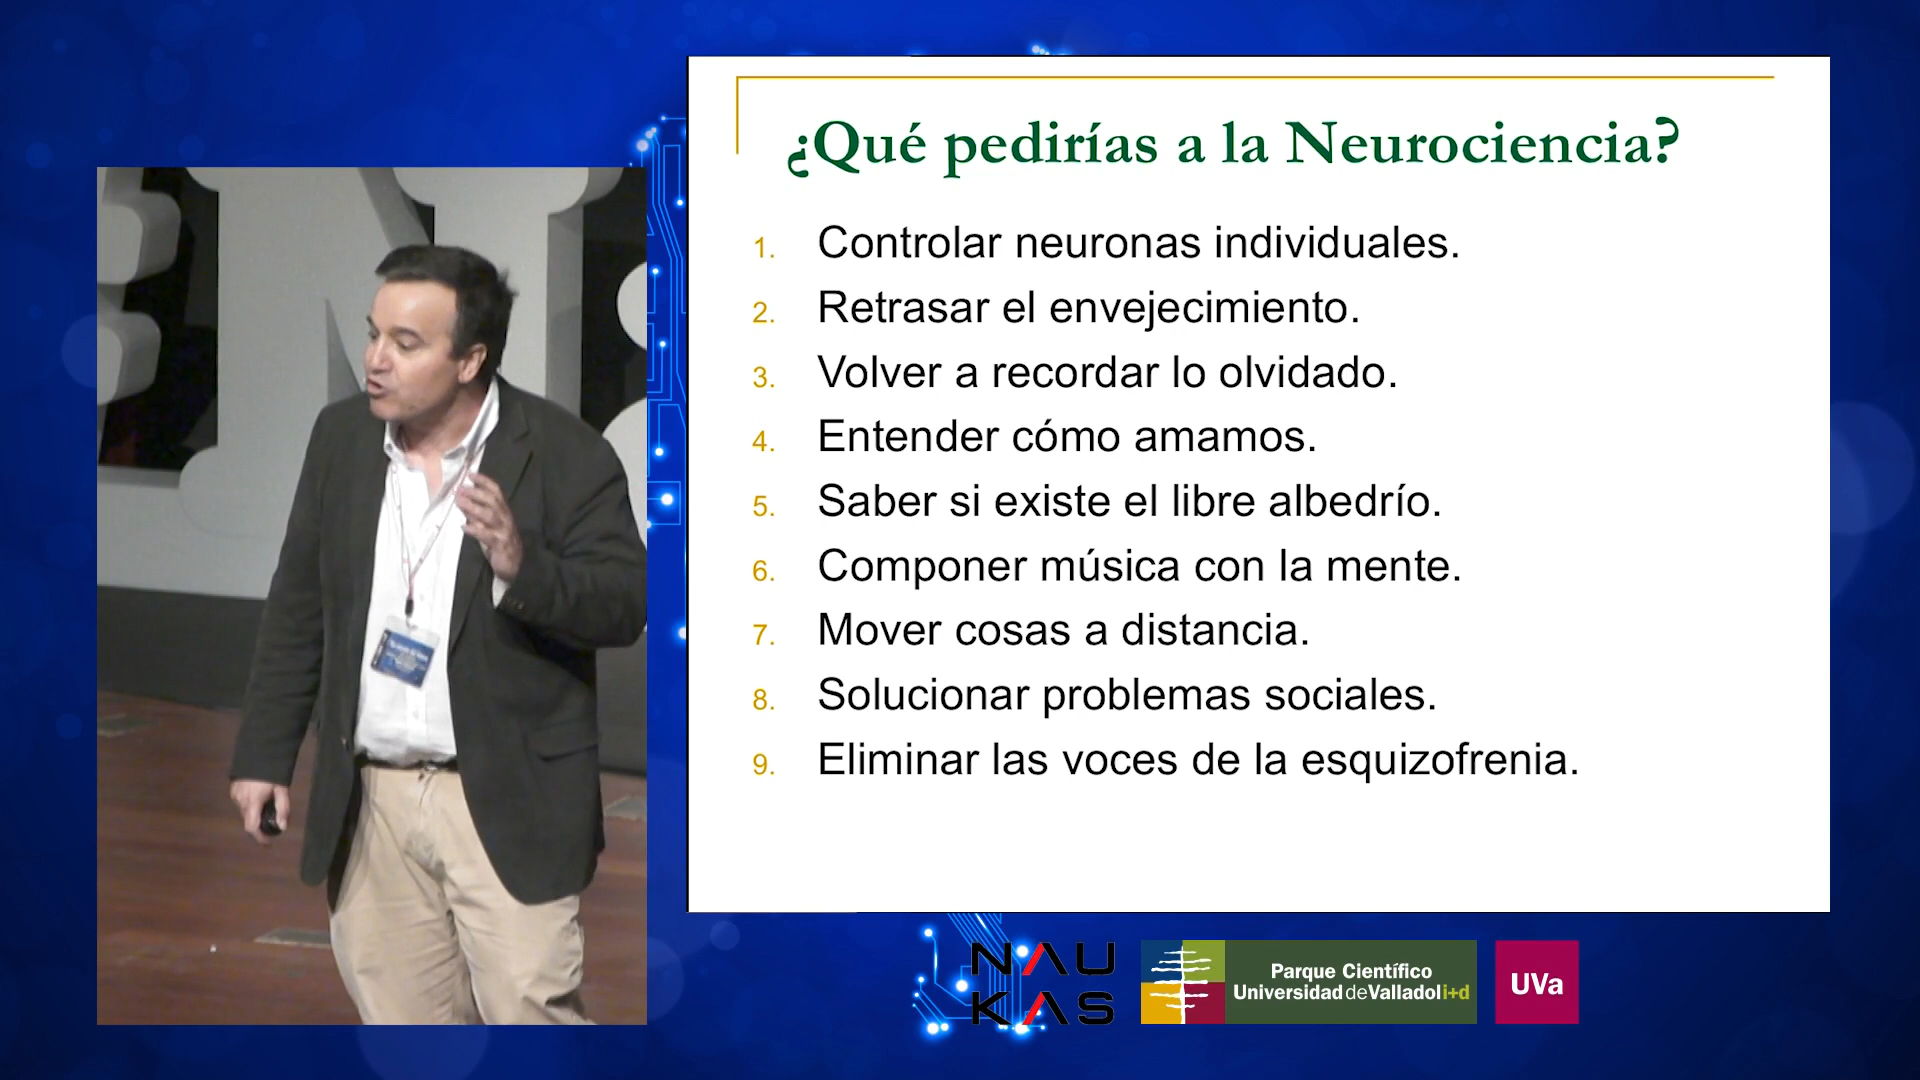 ¿Qué pedirías a la Neurociencia?
1. Controlar neuronas individuales.
2. Retrasar el envejecimiento.
3. Volver a recordar lo olvidado.
4. Entender cómo amamos.
5. Saber si existe el libre albedrío.
6. Componer música con la mente.
7. Mover cosas a distancia.
8. Solucionar problemas sociales.
9. Eliminar las voces de la esquizofrenia.
NAU
KAS
Parque Científico
Universidad de Valladoli+d
UVa